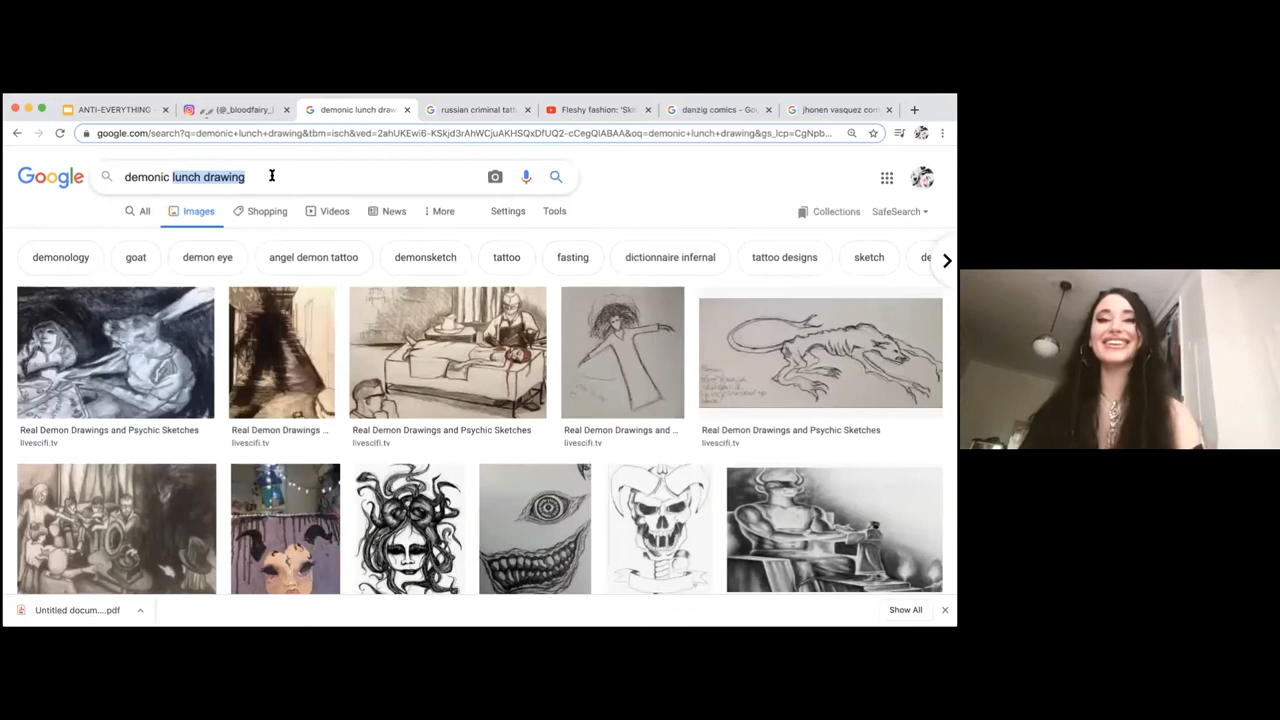 ANTI-EVERYTHING
(@_bloodfairy_)
demonic lunch draw
russian criminal tatt
Fleshy fashion: 'Skin
danzig comics - Goo
jhonen vasquez com
google.com/search?q=demonic+lunch+drawing&tbm=isch&ved=2ahUKEwi6-KSkjd3rAhWCjuAKHSQxDfUQ2-cCegQIABAA&oq=demonic+lunch+drawing&gs_lcp=CgNpb...
Google
demonic lunch drawing
All
Images
Shopping
Videos
News
More
Settings
Tools
Collections
SafeSearch
demonology
goat
demon eye
angel demon tattoo
demonsketch
tattoo
fasting
dictionnaire infernal
tattoo designs
sketch
de
Real Demon Drawings and Psychic Sketches
livescifi.tv
Real Demon Drawings ...
livescifi.tv
Real Demon Drawings and Psychic Sketches
livescifi.tv
Real Demon Drawings and ...
livescifi.tv
Real Demon Drawings and Psychic Sketches
livescifi.tv
Untitled docum....pdf
Show All